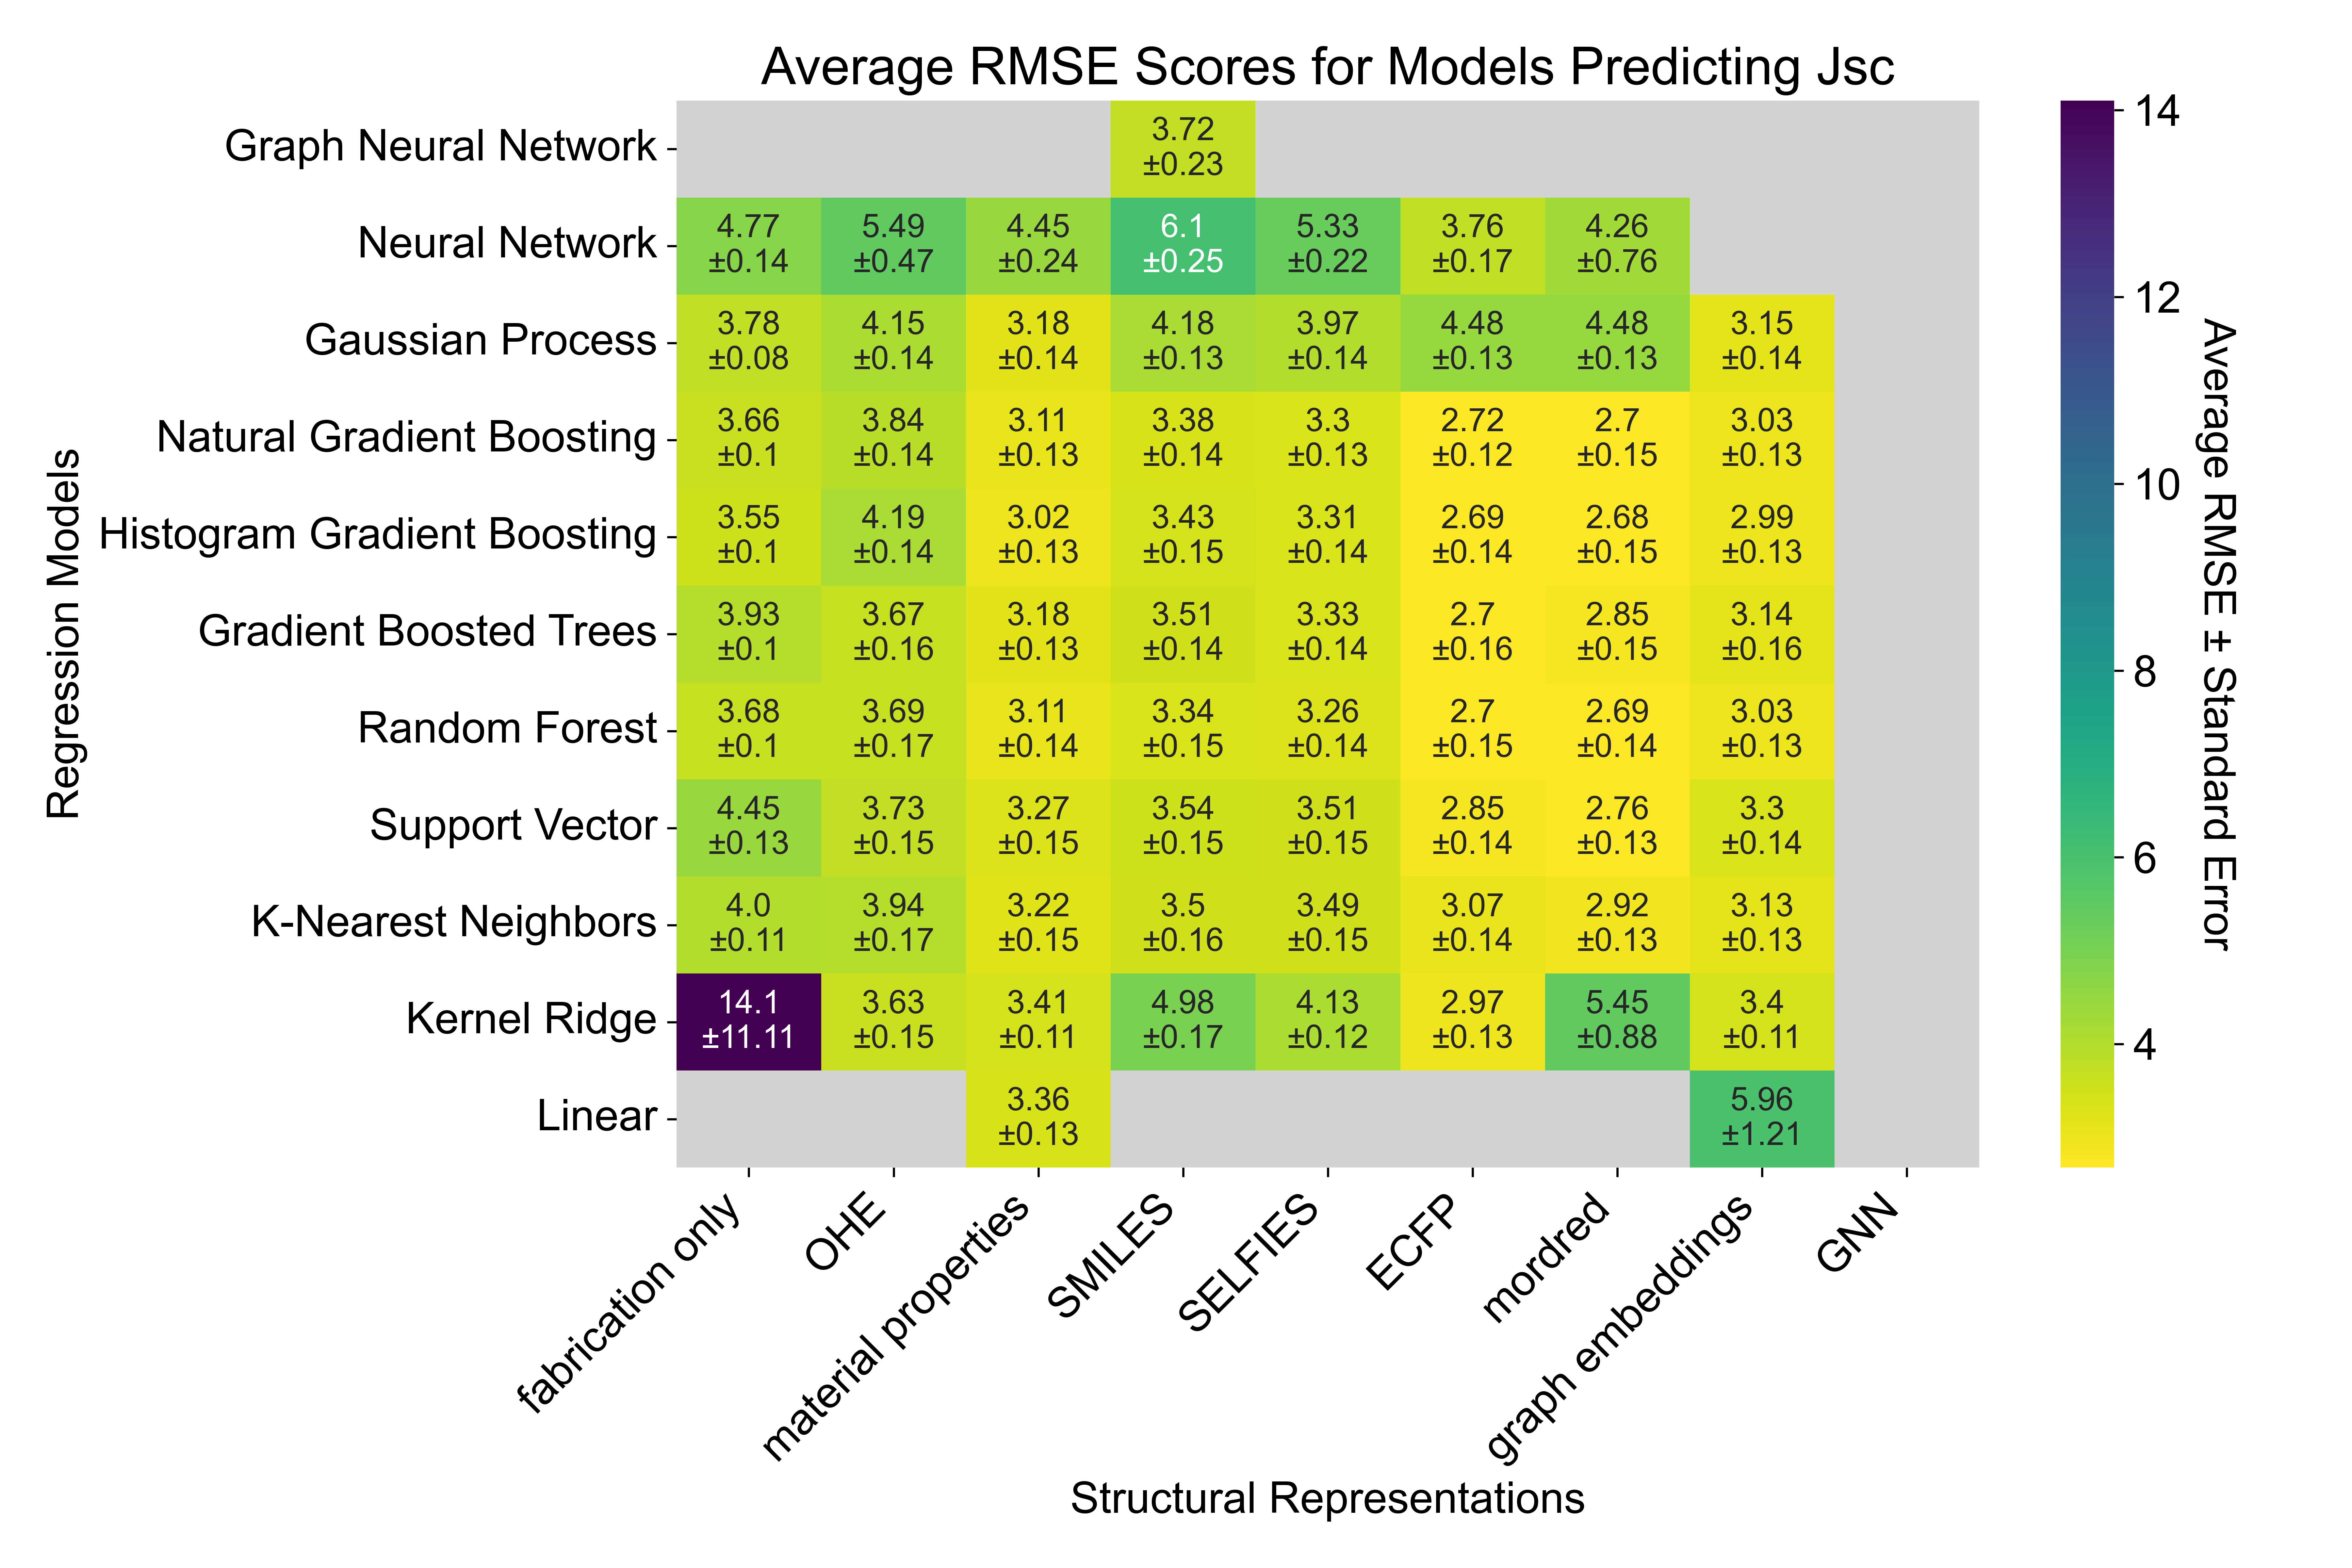 Average RMSE Scores for Models Predicting Jsc
Regression Models
Graph Neural Network
3.72
±0.23
Neural Network
4.77 5.49 4.45 6.1 5.33 3.76 4.26
±0.14 ±0.47 ±0.24 ±0.25 ±0.22 ±0.17 ±0.76
Gaussian Process
3.78 4.15 3.18 4.18 3.97 4.48 4.48 3.15
±0.08 ±0.14 ±0.14 ±0.13 ±0.14 ±0.13 ±0.13 ±0.14
Natural Gradient Boosting
3.66 3.84 3.11 3.38 3.3 2.72 2.7 3.03
±0.1 ±0.14 ±0.13 ±0.14 ±0.13 ±0.12 ±0.15 ±0.13
Histogram Gradient Boosting
3.55 4.19 3.02 3.43 3.31 2.69 2.68 2.99
±0.1 ±0.14 ±0.13 ±0.15 ±0.14 ±0.14 ±0.15 ±0.13
Gradient Boosted Trees
3.93 3.67 3.18 3.51 3.33 2.7 2.85 3.14
±0.1 ±0.16 ±0.13 ±0.14 ±0.14 ±0.16 ±0.15 ±0.16
Random Forest
3.68 3.69 3.11 3.34 3.26 2.7 2.69 3.03
±0.1 ±0.17 ±0.14 ±0.15 ±0.14 ±0.15 ±0.14 ±0.13
Support Vector
4.45 3.73 3.27 3.54 3.51 2.85 2.76 3.3
±0.13 ±0.15 ±0.15 ±0.15 ±0.15 ±0.14 ±0.13 ±0.14
K-Nearest Neighbors
4.0 3.94 3.22 3.5 3.49 3.07 2.92 3.13
±0.11 ±0.17 ±0.15 ±0.16 ±0.15 ±0.14 ±0.13 ±0.13
Kernel Ridge
14.1 3.63 3.41 4.98 4.13 2.97 5.45 3.4
±11.11 ±0.15 ±0.11 ±0.17 ±0.12 ±0.13 ±0.88 ±0.11
Linear
3.36 5.96
±0.13 ±1.21
fabrication only
OHE
material properties
SMILES
SELFIES
ECFP
mordred
graph embeddings
GNN
Structural Representations
14
12
10
8
6
4
Average RMSE ± Standard Error